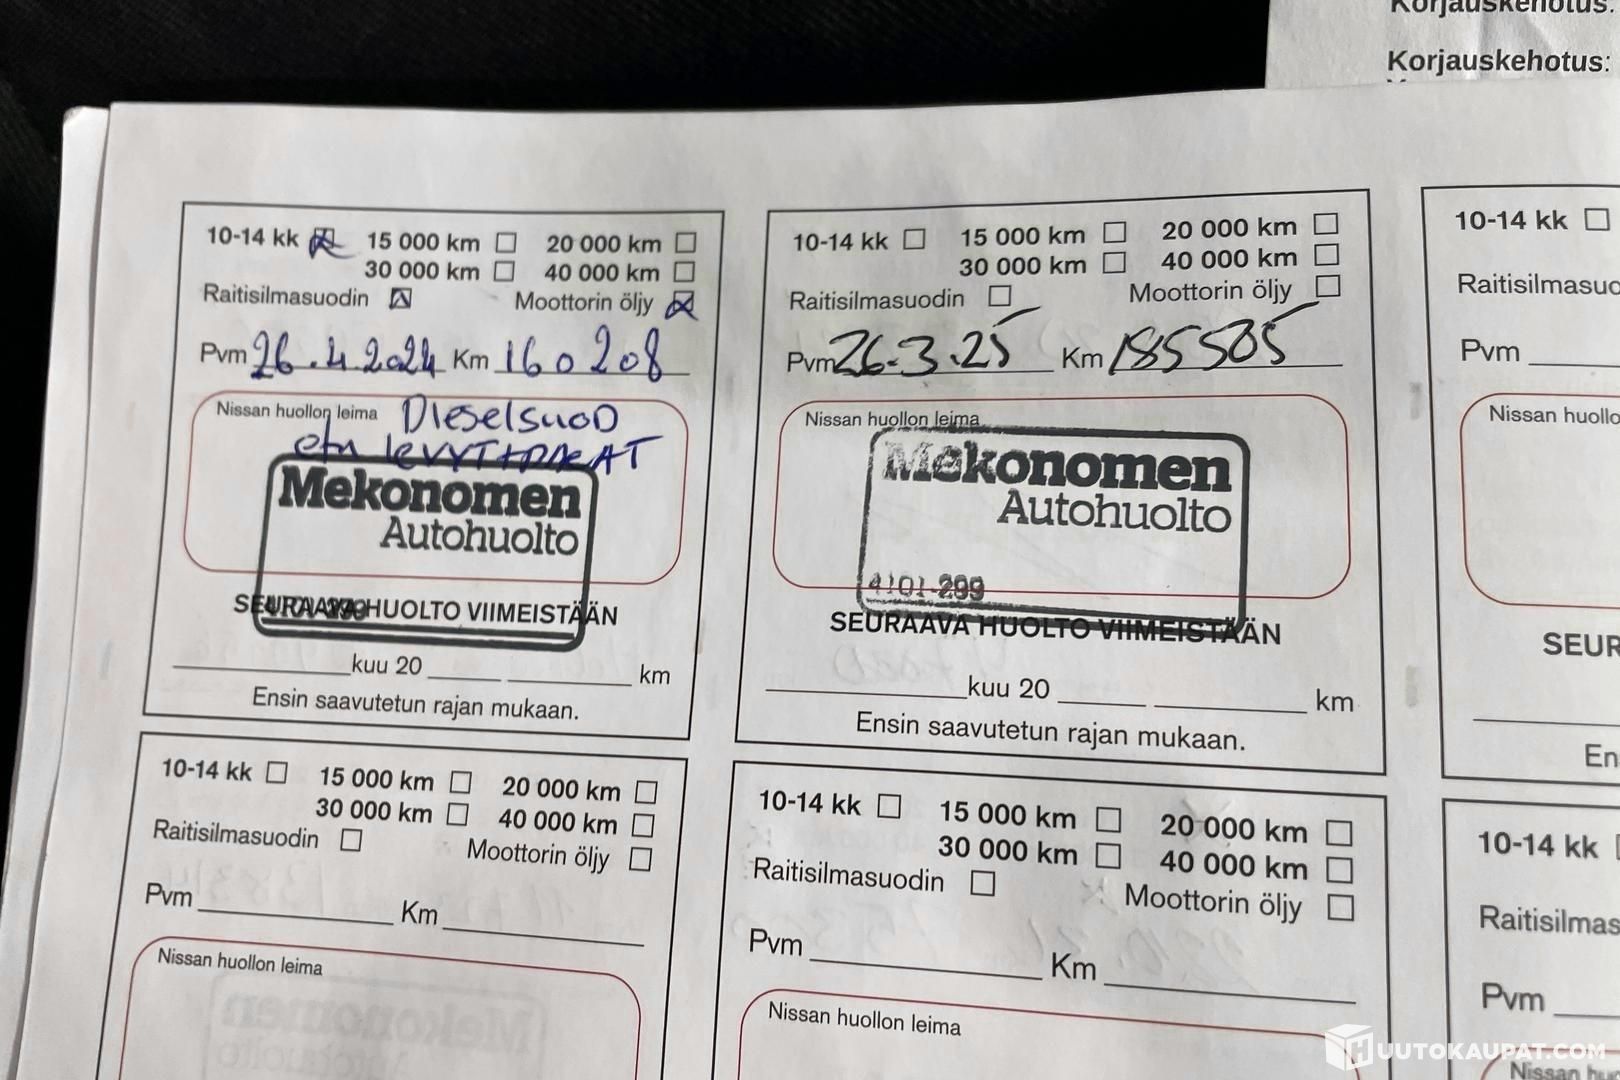 Korjauskehotus:
Korjauskehotus:
10-14 kk 15 000 km 20 000 km
30 000 km 40 000 km
Raitisilmasuodin Moottorin öljy
Pvm 26.4.2024 Km 160 208
Nissan huollon leima Dieselsuod
etu levyt+palat
Mekonomen
Autohuolto
SEURAAVA HUOLTO VIIMEISTÄÄN
kuu 20 km
Ensin saavutetun rajan mukaan.
10-14 kk 15 000 km 20 000 km
30 000 km 40 000 km
Raitisilmasuodin Moottorin öljy
Pvm 26.3.25 Km 185505
Nissan huollon leima
Mekonomen
Autohuolto
4101-299
SEURAAVA HUOLTO VIIMEISTÄÄN
kuu 20 km
Ensin saavutetun rajan mukaan.
10-14 kk
Raitisilmasuo
Pvm
Nissan huollo
SEUR
En
10-14 kk 15 000 km 20 000 km
30 000 km 40 000 km
Raitisilmasuodin Moottorin öljy
Pvm Km
Nissan huollon leima
10-14 kk 15 000 km 20 000 km
30 000 km 40 000 km
Raitisilmasuodin Moottorin öljy
Pvm Km
Nissan huollon leima
10-14 kk
Raitisilmas
Pvm
Nissan huo
HUUTOKAUPAT.COM